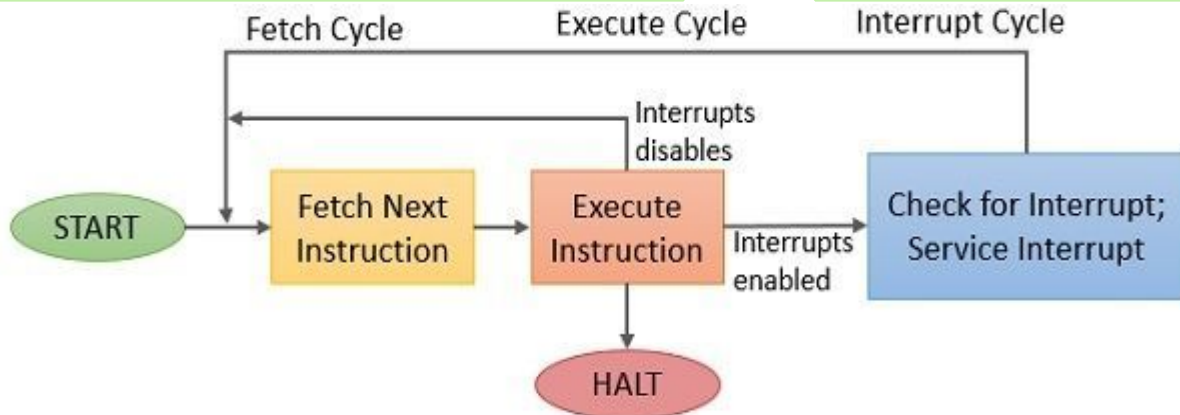 Fetch Cycle
Execute Cycle
Interrupt Cycle
Interrupts
disables
START
Fetch Next
Instruction
Execute
Instruction
Interrupts
enabled
Check for Interrupt;
Service Interrupt
HALT